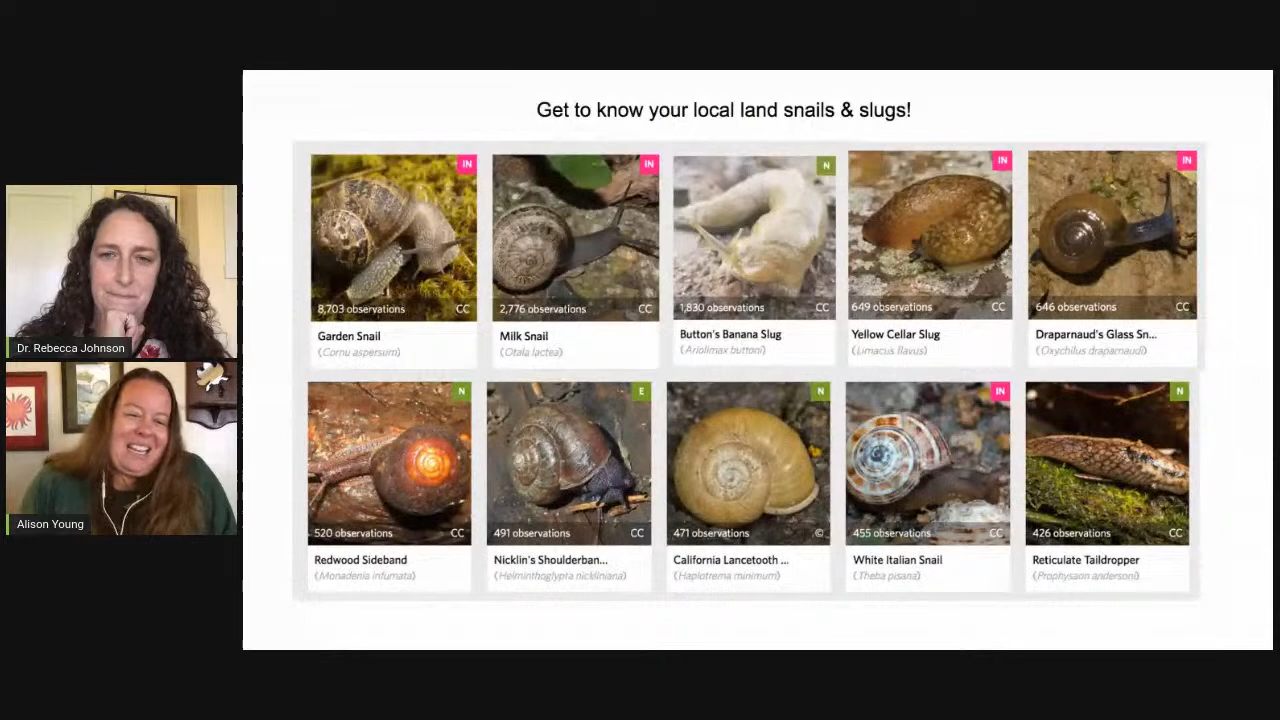 Get to know your local land snails & slugs!
IN
IN
N
IN
IN
8,703 observations CC
2,776 observations CC
1,830 observations CC
649 observations CC
646 observations CC
Garden Snail
Milk Snail
Button's Banana Slug
Yellow Cellar Slug
Draparnaud's Glass Sn...
(Cornu aspersum)
(Otala lactea)
(Ariolimax buttoni)
(Limacus flavus)
(Oxychilus draparnaudi)
Dr. Rebecca Johnson
N
E
N
IN
N
520 observations CC
491 observations CC
471 observations ©
455 observations CC
426 observations CC
Alison Young
Redwood Sideband
Nicklin's Shoulderban...
California Lancetooth ...
White Italian Snail
Reticulate Taildropper
(Monadenia infumata)
(Helminthoglypta nickliniana)
(Haplotrema minimum)
(Theba pisana)
(Prophysaon andersoni)